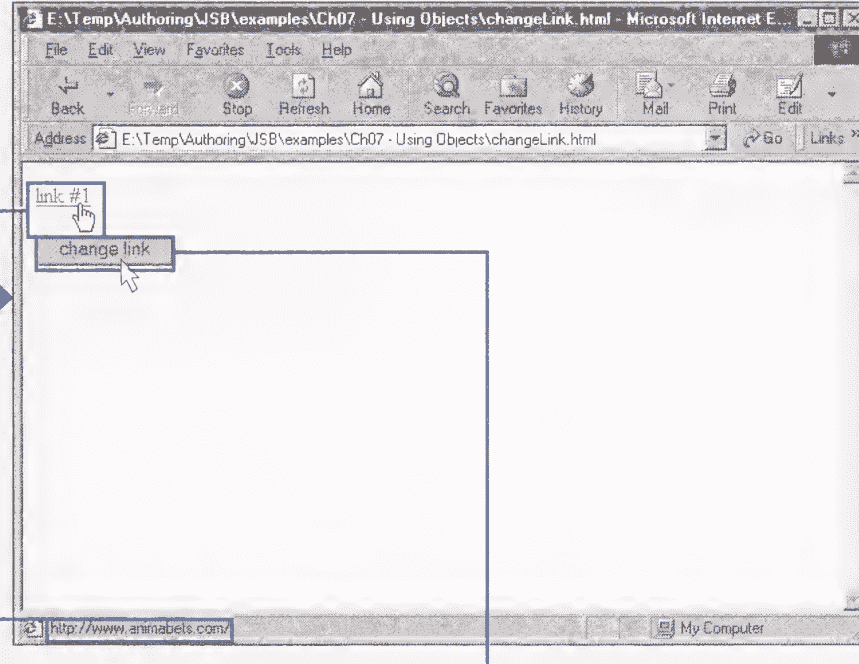 E:\Temp\Authoring\JSB\examples\Ch07 - Using Objects\changeLink.html - Microsoft Internet E...
File Edit View Favorites Tools Help
Back Forward Stop Refresh Home Search Favorites History Mail Print Edit
Address E:\Temp\Authoring\JSB\examples\Ch07 - Using Objects\changeLink.html Go Links »
link #1
change link
http://www.animabets.com/ My Computer